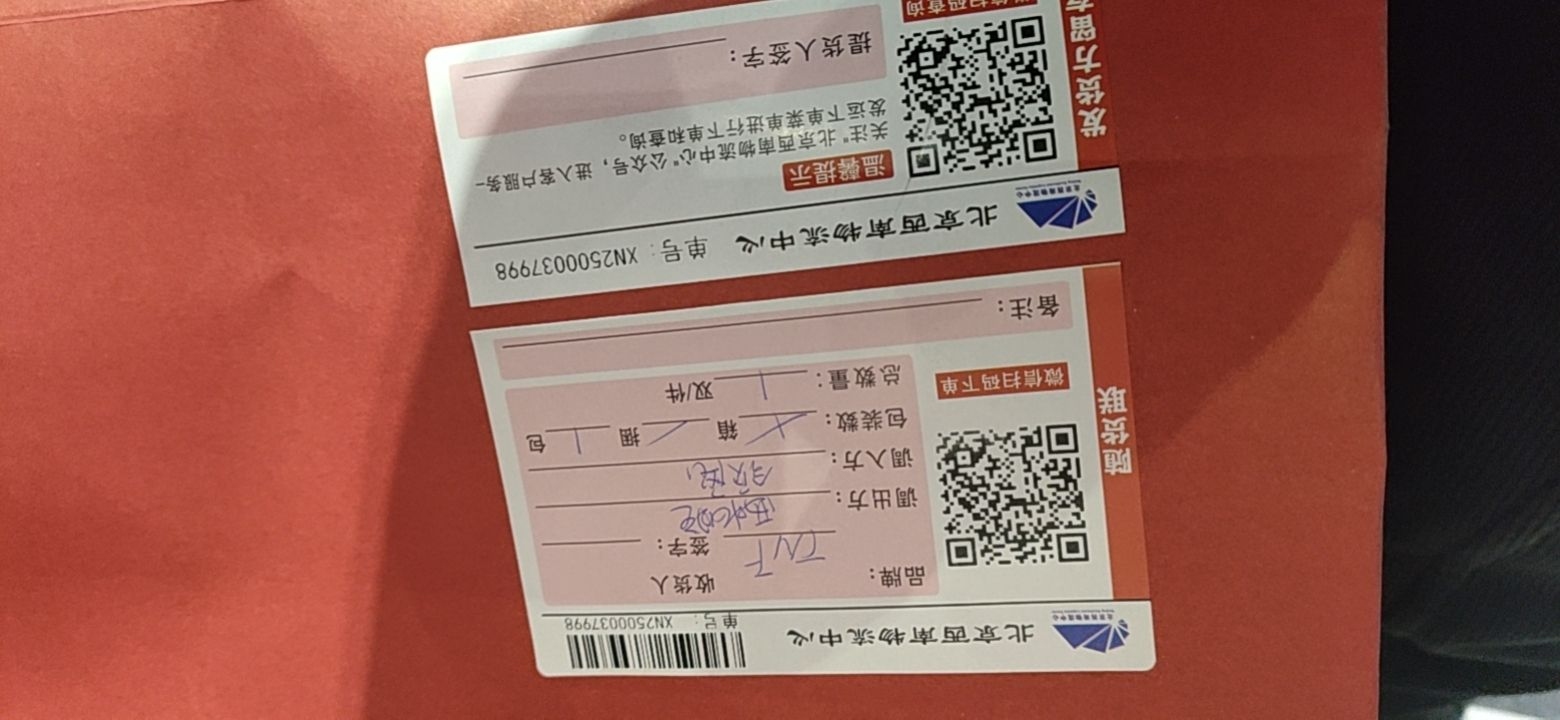 北京西南物流中心
单号: XN2500037998
品牌: TNF
收货人
签字:
调出方:
调入方:
包装数: 箱 捆 1 包
总数量: 1 双/件
备注:
随货联
微信扫码下单
北京西南物流中心
单号: XN2500037998
温馨提示
关注"北京西南物流中心"公众号，进入客户服务-
发运下单菜单进行下单和查询。
提货人签字:
微信扫码查询
发货方留存